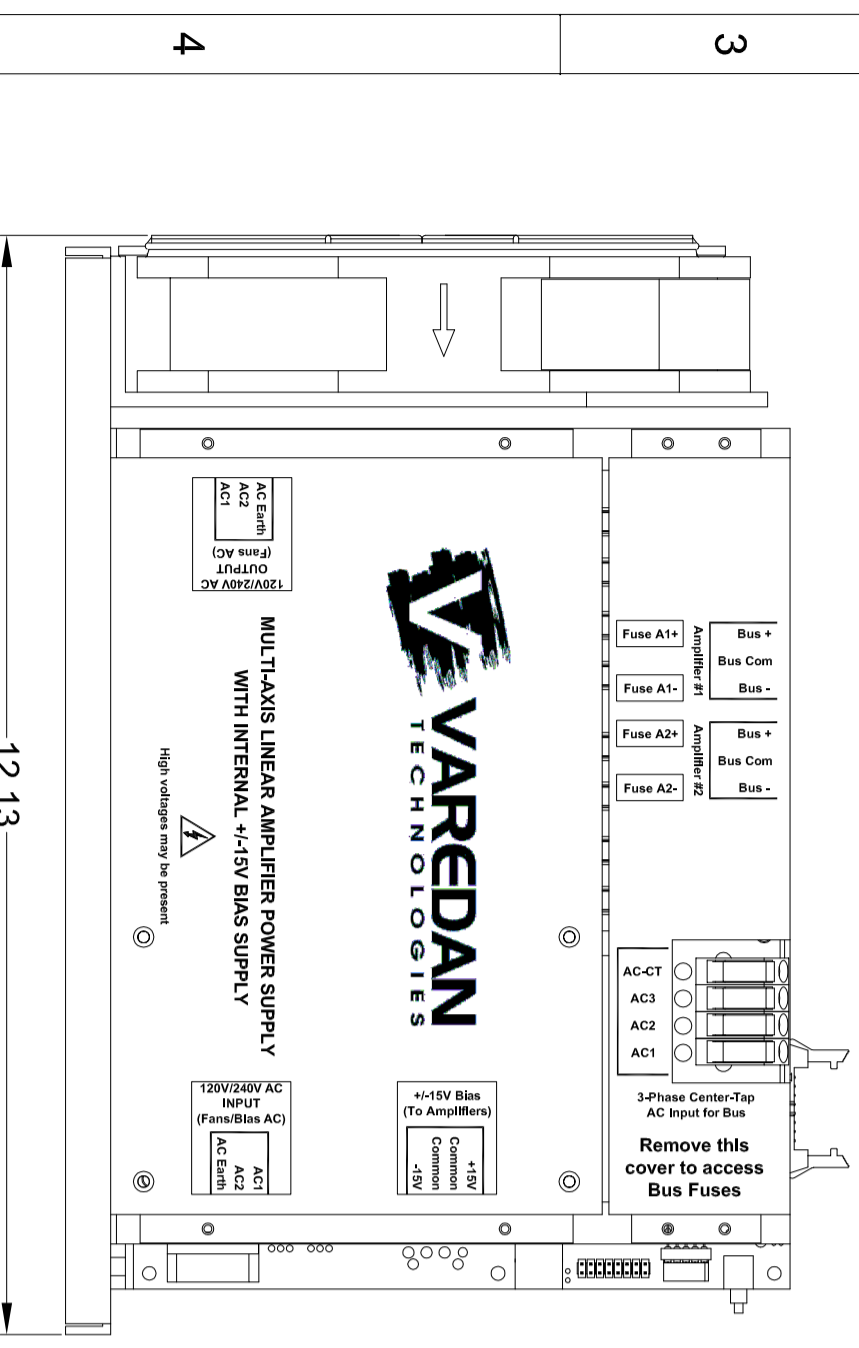 4
3
12.13
AC Earth
AC2
AC1
120V/240V AC
OUTPUT
(Fans AC)
VAREDAN
TECHNOLOGIES
MULTI-AXIS LINEAR AMPLIFIER POWER SUPPLY
WITH INTERNAL +/-15V BIAS SUPPLY
High voltages may be present
Fuse A1+
Fuse A1-
Amplifier #1
Bus +
Bus Com
Bus -
Fuse A2+
Fuse A2-
Amplifier #2
Bus +
Bus Com
Bus -
AC-CT
AC3
AC2
AC1
3-Phase Center-Tap
AC Input for Bus
Remove this
cover to access
Bus Fuses
120V/240V AC
INPUT
(Fans/Bias AC)
AC1
AC2
AC Earth
+/-15V Bias
(To Amplifiers)
+15V
Common
Common
-15V